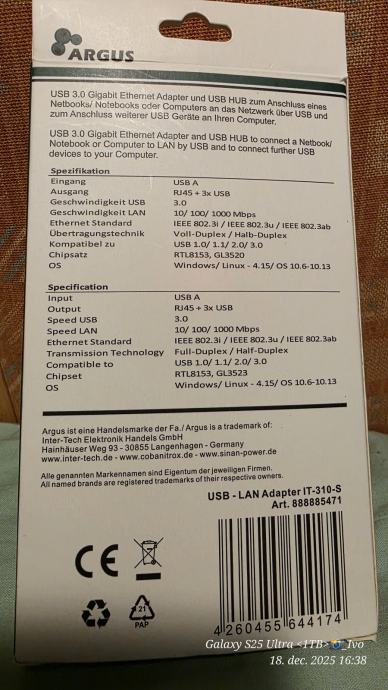 ARGUS
USB 3.0 Gigabit Ethernet Adapter und USB HUB zum Anschluss eines
Netbooks/ Notebooks oder Computers an das Netzwerk über USB und
zum Anschluss weiterer USB Geräte an Ihren Computer.
USB 3.0 Gigabit Ethernet Adapter and USB HUB to connect a Netbook/
Notebook or Computer to LAN by USB and to connect further USB
devices to your Computer.
Spezifikation
Eingang USB A
Ausgang RJ45 + 3x USB
Geschwindigkeit USB 3.0
Geschwindigkeit LAN 10/ 100/ 1000 Mbps
Ethernet Standard IEEE 802.3i / IEEE 802.3u / IEEE 802.3ab
Übertragungstechnik Voll-Duplex / Halb-Duplex
Kompatibel zu USB 1.0/ 1.1/ 2.0/ 3.0
Chipsatz RTL8153, GL3520
OS Windows/ Linux - 4.15/ OS 10.6-10.13
Specification
Input USB A
Output RJ45 + 3x USB
Speed USB 3.0
Speed LAN 10/ 100/ 1000 Mbps
Ethernet Standard IEEE 802.3i / IEEE 802.3u / IEEE 802.3ab
Transmission Technology Full-Duplex / Half-Duplex
Compatible to USB 1.0/ 1.1/ 2.0/ 3.0
Chipset RTL8153, GL3523
OS Windows/ Linux - 4.15/ OS 10.6-10.13
Argus ist eine Handelsmarke der Fa./ Argus is a trademark of:
Inter-Tech Elektronik Handels GmbH
Hainhäuser Weg 93 - 30855 Langenhagen - Germany
www.inter-tech.de - www.cobanitrox.de - www.sinan-power.de
Alle genannten Markennamen sind Eigentum der jeweiligen Firmen.
All named brands are registered trademarks of their respective owners.
USB - LAN Adapter IT-310-S
Art. 888885471
CE
21
PAP
4 260455 644174
Galaxy S25 Ultra <1TB> Ivo
18. dec. 2025 16:38